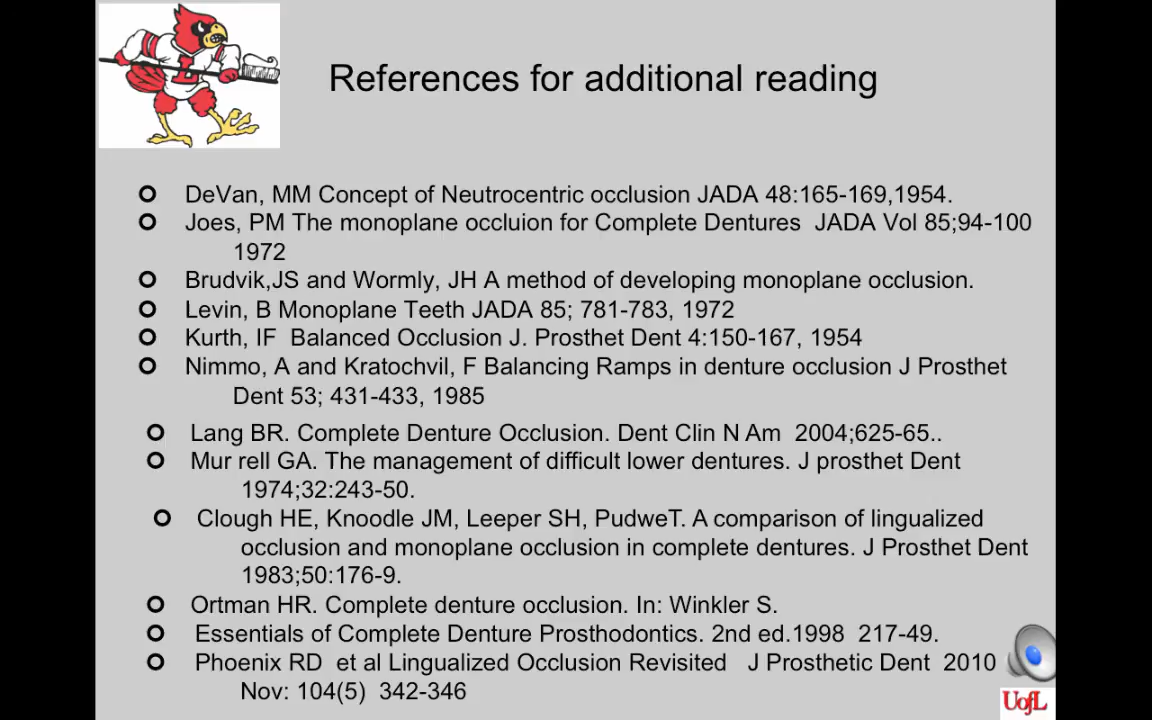 References for additional reading
DeVan, MM Concept of Neutrocentric occlusion JADA 48:165-169,1954.
Joes, PM The monoplane occluion for Complete Dentures JADA Vol 85;94-100
1972
Brudvik,JS and Wormly, JH A method of developing monoplane occlusion.
Levin, B Monoplane Teeth JADA 85; 781-783, 1972
Kurth, IF Balanced Occlusion J. Prosthet Dent 4:150-167, 1954
Nimmo, A and Kratochvil, F Balancing Ramps in denture occlusion J Prosthet
Dent 53; 431-433, 1985
Lang BR. Complete Denture Occlusion. Dent Clin N Am 2004;625-65..
Mur rell GA. The management of difficult lower dentures. J prosthet Dent
1974;32:243-50.
Clough HE, Knoodle JM, Leeper SH, PudweT. A comparison of lingualized
occlusion and monoplane occlusion in complete dentures. J Prosthet Dent
1983;50:176-9.
Ortman HR. Complete denture occlusion. In: Winkler S.
Essentials of Complete Denture Prosthodontics. 2nd ed.1998 217-49.
Phoenix RD et al Lingualized Occlusion Revisited J Prosthetic Dent 2010
Nov: 104(5) 342-346
UofL